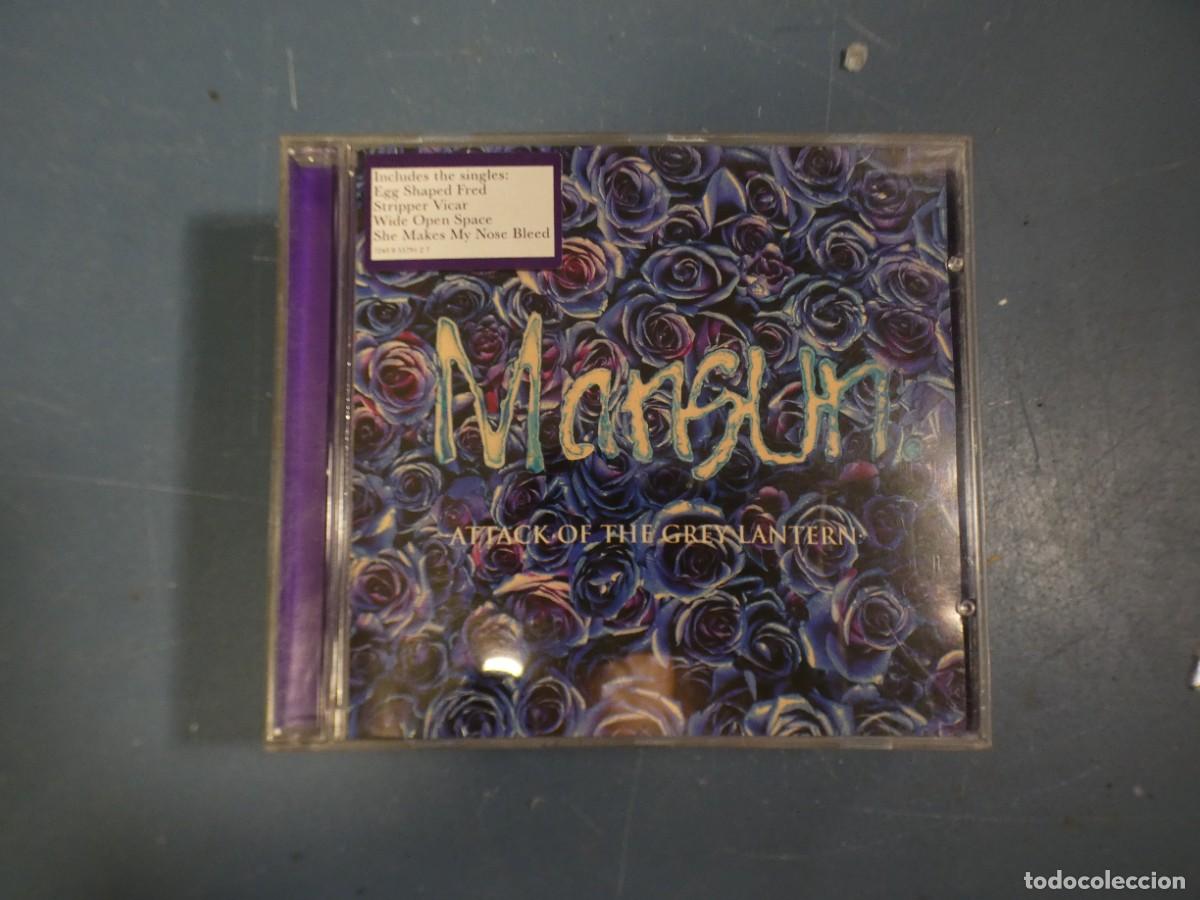 Includes the singles:
Egg Shaped Fred
Stripper Vicar
Wide Open Space
She Makes My Nose Bleed
Mansun.
·ATTACK·OF THE GREY LANTERN·
todocoleccion